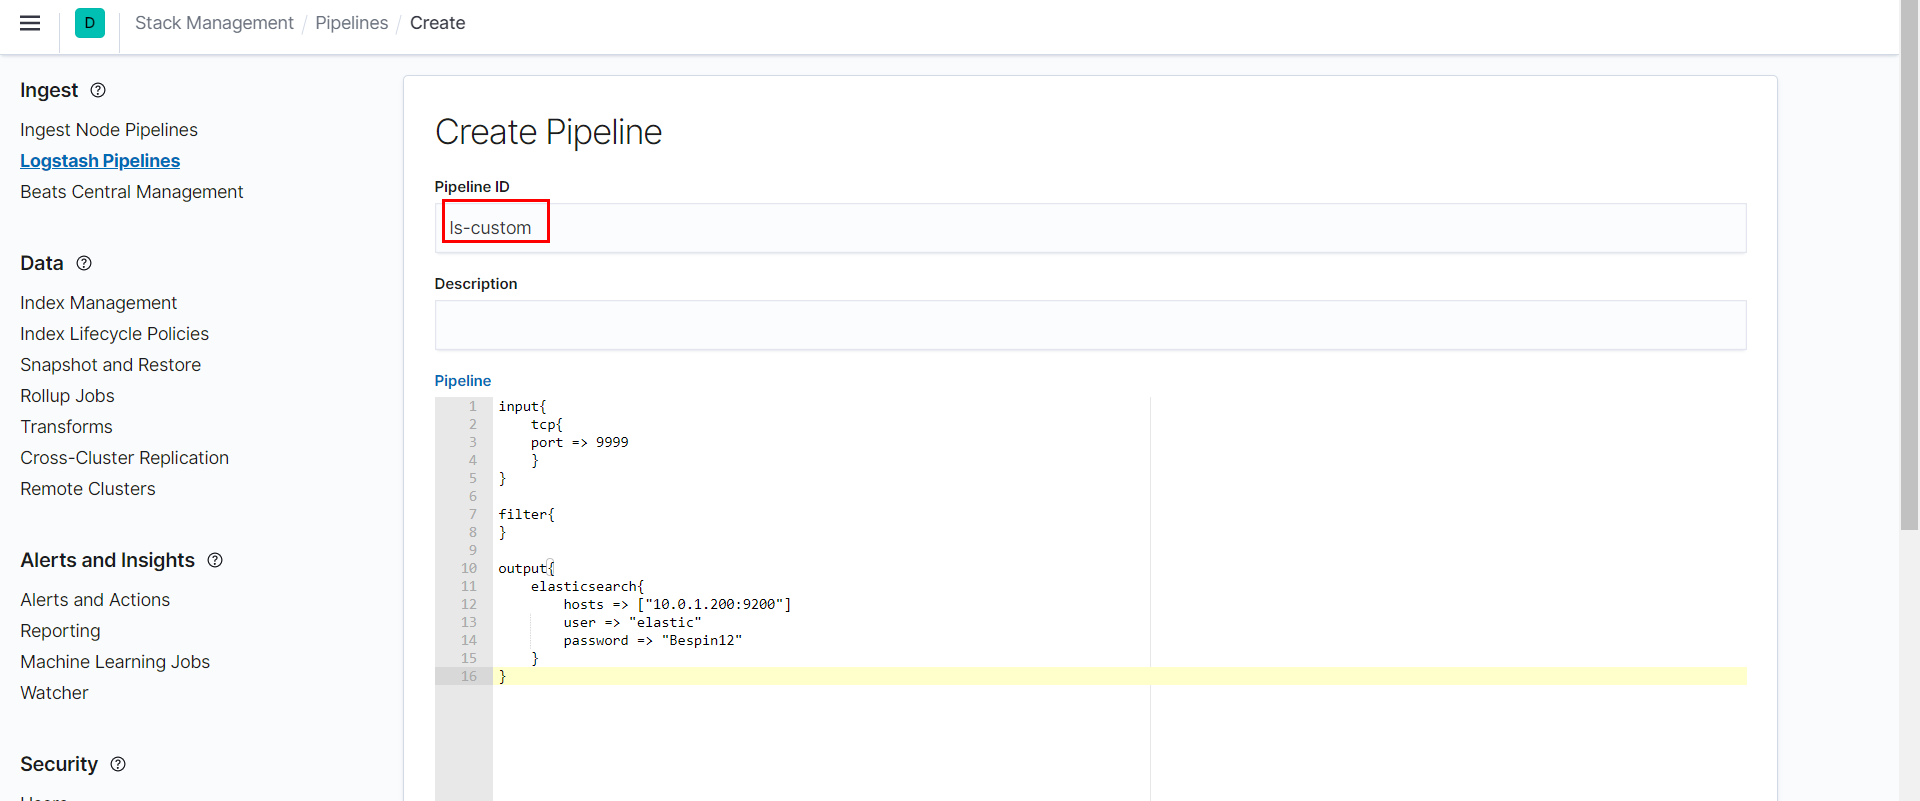 D Stack Management / Pipelines / Create
Ingest
Ingest Node Pipelines
Logstash Pipelines
Beats Central Management
Data
Index Management
Index Lifecycle Policies
Snapshot and Restore
Rollup Jobs
Transforms
Cross-Cluster Replication
Remote Clusters
Alerts and Insights
Alerts and Actions
Reporting
Machine Learning Jobs
Watcher
Security
Create Pipeline
Pipeline ID
ls-custom
Description
Pipeline
1 input{
2     tcp{
3     port => 9999
4     }
5 }
6
7 filter{
8 }
9
10 output{
11     elasticsearch{
12         hosts => ["10.0.1.200:9200"]
13         user => "elastic"
14         password => "Bespin12"
15     }
16 }